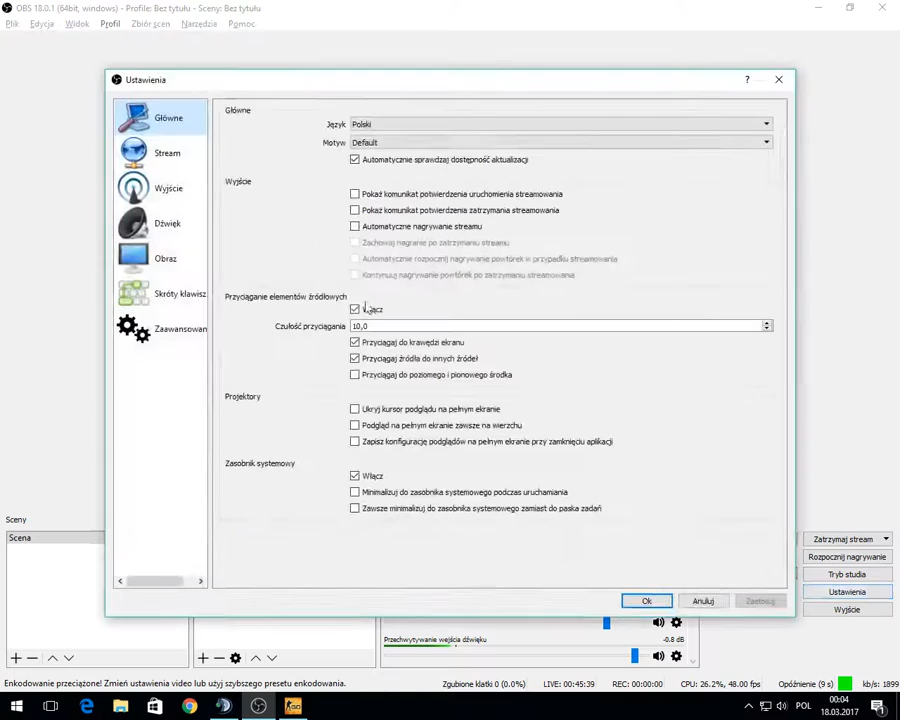 OBS 18.0.1 (64bit, windows) - Profile: Bez tytułu - Sceny: Bez tytułu
Plik Edycja Widok Profil Zbiór scen Narzędzia Pomoc
Ustawienia
Główne
Stream
Wyjście
Dźwięk
Obraz
Skróty klawisz
Zaawansowan
Główne
Język Polski
Motyw Default
Automatycznie sprawdzaj dostępność aktualizacji
Wyjście
Pokaż komunikat potwierdzenia uruchomienia streamowania
Pokaż komunikat potwierdzenia zatrzymania streamowania
Automatyczne nagrywanie streamu
Zachowaj nagranie po zatrzymaniu streamu
Automatycznie rozpocznij nagrywanie powtórek w przypadku streamowania
Kontynuuj nagrywanie powtórek po zatrzymaniu streamowania
Przyciąganie elementów źródłowych
Włącz
Czułość przyciągania 10,0
Przyciągaj do krawędzi ekranu
Przyciągaj źródła do innych źródeł
Przyciągaj do poziomego i pionowego środka
Projektory
Ukryj kursor podglądu na pełnym ekranie
Podgląd na pełnym ekranie zawsze na wierzchu
Zapisz konfigurację podglądów na pełnym ekranie przy zamknięciu aplikacji
Zasobnik systemowy
Włącz
Minimalizuj do zasobnika systemowego podczas uruchamiania
Zawsze minimalizuj do zasobnika systemowego zamiast do paska zadań
Ok Anuluj Zastosuj
Sceny
Scena
Zatrzymaj stream
Rozpocznij nagrywanie
Tryb studia
Ustawienia
Wyjście
Przechwytywanie wejścia dźwięku -0.8 dB
Enkodowanie przeciążone! Zmień ustawienia video lub użyj szybszego presetu enkodowania. Zgubione klatki 0 (0.0%) LIVE: 00:45:39 REC: 00:00:00 CPU: 26.2%, 48.00 fps Opóźnienie (9 s) kb/s: 1899
POL 00:04
18.03.2017